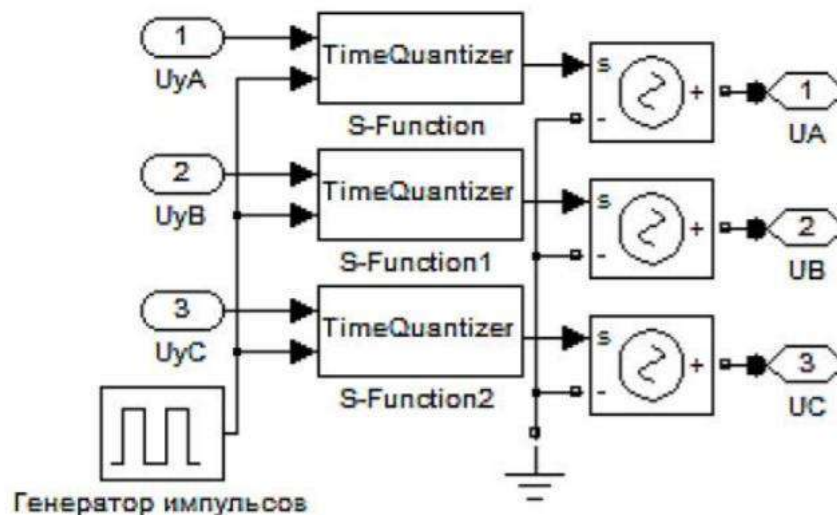 1
UyA
TimeQuantizer
S-Function
s
-
+
1
UA
2
UyB
TimeQuantizer
S-Function1
s
-
+
2
UB
3
UyC
TimeQuantizer
S-Function2
s
-
+
3
UC
Генератор импульсов